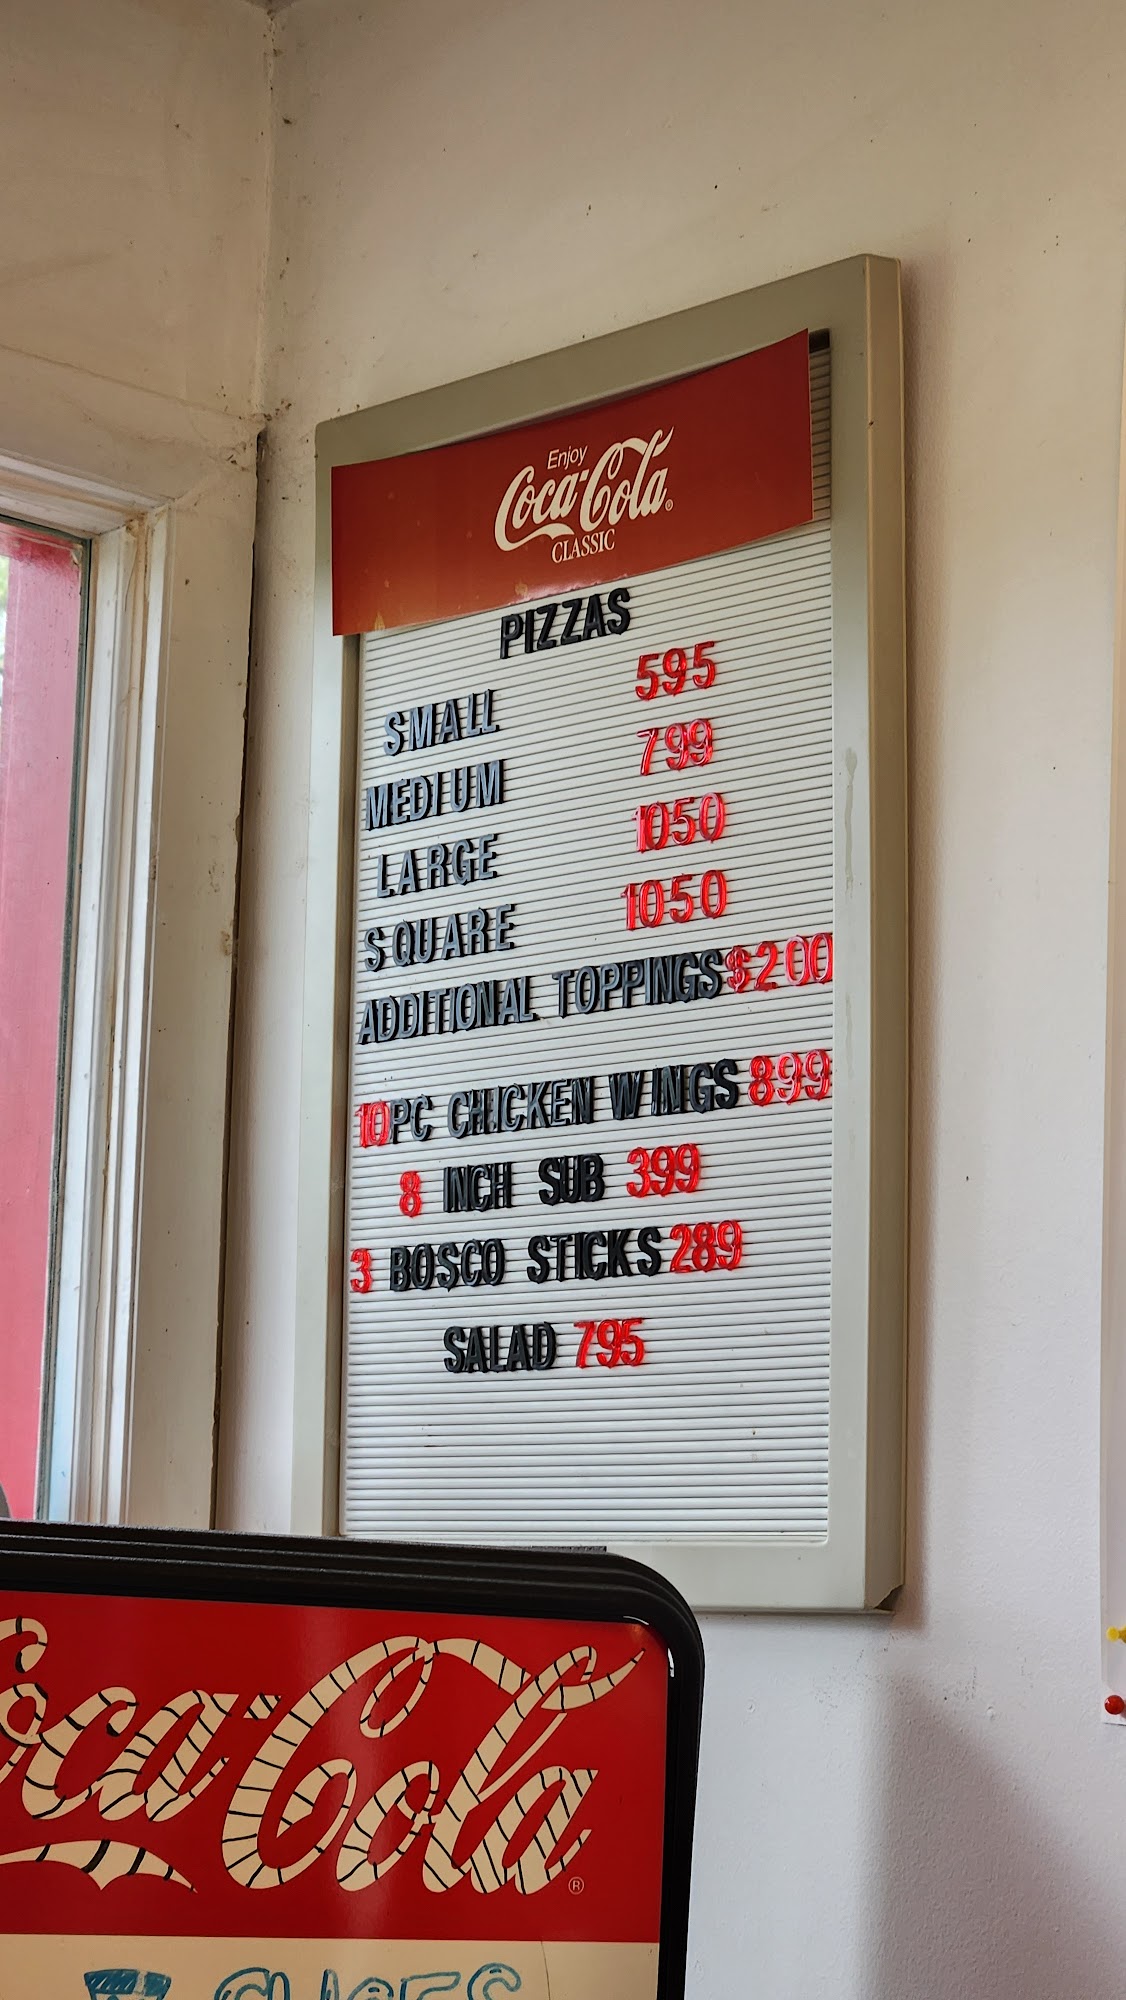 Enjoy
Coca-Cola®
CLASSIC
PIZZAS
SMALL 595
MEDIUM 799
LARGE 1050
SQUARE 1050
ADDITIONAL TOPPINGS $200
10PC CHICKEN WINGS 899
8 INCH SUB 399
3 BOSCO STICKS 289
SALAD 795
Coca-Cola®